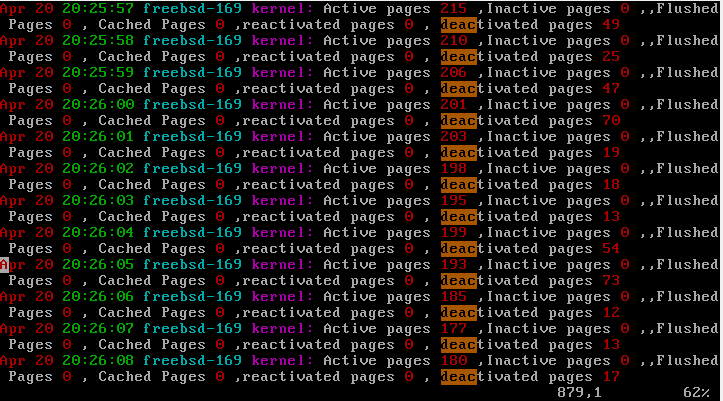 Apr 20 20:25:57 freebsd-169 kernel: Active pages 215 ,Inactive pages 0 ,,Flushed
 Pages 0 , Cached Pages 0 ,reactivated pages 0 , deactivated pages 49
Apr 20 20:25:58 freebsd-169 kernel: Active pages 210 ,Inactive pages 0 ,,Flushed
 Pages 0 , Cached Pages 0 ,reactivated pages 0 , deactivated pages 25
Apr 20 20:25:59 freebsd-169 kernel: Active pages 206 ,Inactive pages 0 ,,Flushed
 Pages 0 , Cached Pages 0 ,reactivated pages 0 , deactivated pages 47
Apr 20 20:26:00 freebsd-169 kernel: Active pages 201 ,Inactive pages 0 ,,Flushed
 Pages 0 , Cached Pages 0 ,reactivated pages 0 , deactivated pages 70
Apr 20 20:26:01 freebsd-169 kernel: Active pages 203 ,Inactive pages 0 ,,Flushed
 Pages 0 , Cached Pages 0 ,reactivated pages 0 , deactivated pages 19
Apr 20 20:26:02 freebsd-169 kernel: Active pages 198 ,Inactive pages 0 ,,Flushed
 Pages 0 , Cached Pages 0 ,reactivated pages 0 , deactivated pages 18
Apr 20 20:26:03 freebsd-169 kernel: Active pages 195 ,Inactive pages 0 ,,Flushed
 Pages 0 , Cached Pages 0 ,reactivated pages 0 , deactivated pages 13
Apr 20 20:26:04 freebsd-169 kernel: Active pages 199 ,Inactive pages 0 ,,Flushed
 Pages 0 , Cached Pages 0 ,reactivated pages 0 , deactivated pages 54
Apr 20 20:26:05 freebsd-169 kernel: Active pages 193 ,Inactive pages 0 ,,Flushed
 Pages 0 , Cached Pages 0 ,reactivated pages 0 , deactivated pages 73
Apr 20 20:26:06 freebsd-169 kernel: Active pages 185 ,Inactive pages 0 ,,Flushed
 Pages 0 , Cached Pages 0 ,reactivated pages 0 , deactivated pages 12
Apr 20 20:26:07 freebsd-169 kernel: Active pages 177 ,Inactive pages 0 ,,Flushed
 Pages 0 , Cached Pages 0 ,reactivated pages 0 , deactivated pages 13
Apr 20 20:26:08 freebsd-169 kernel: Active pages 180 ,Inactive pages 0 ,,Flushed
 Pages 0 , Cached Pages 0 ,reactivated pages 0 , deactivated pages 17
879,1 62%